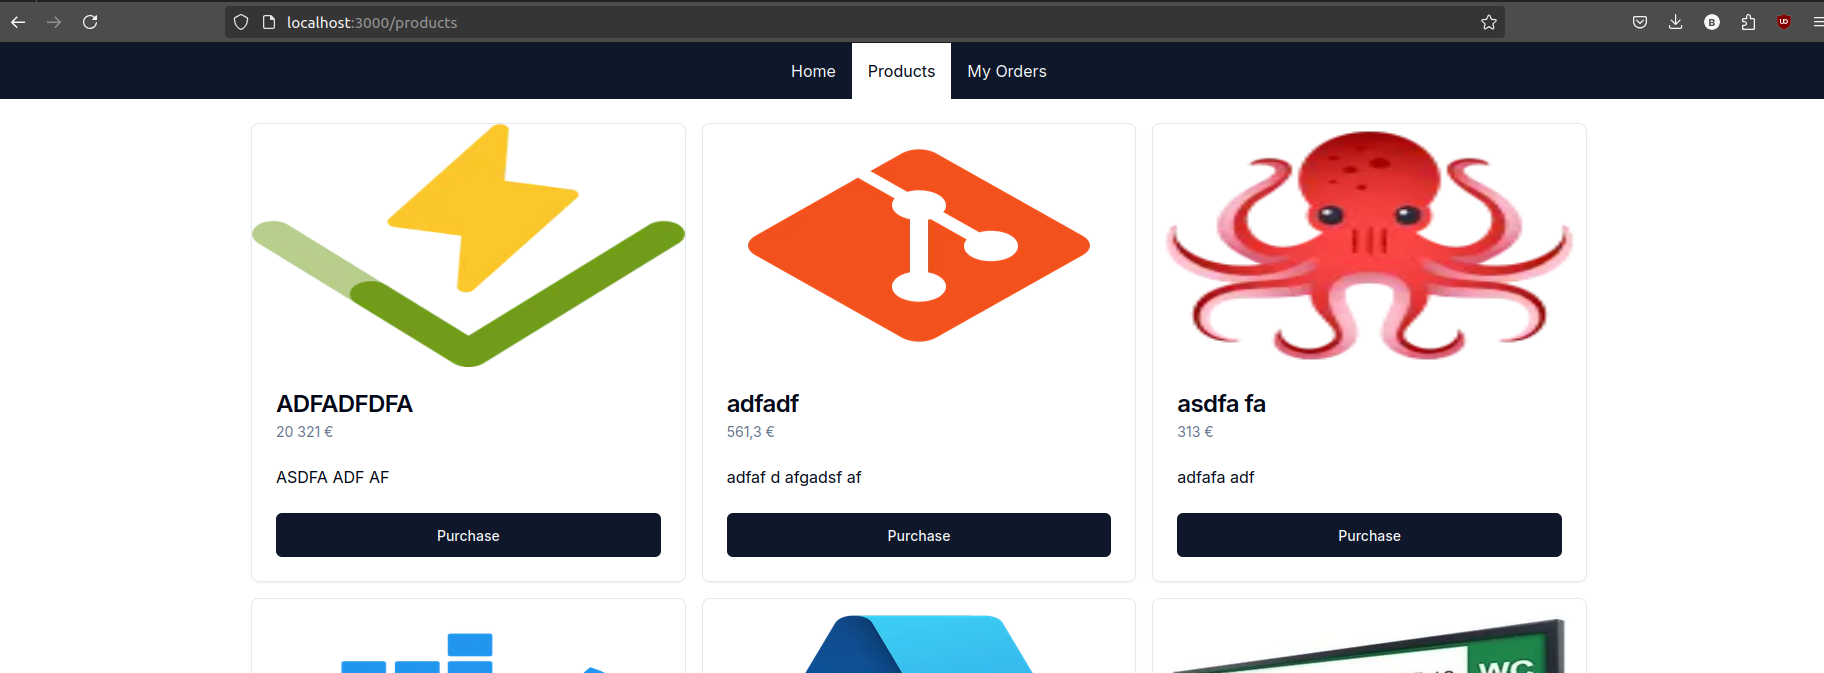 localhost:3000/products
Home Products My Orders
ADFADFDFA
20 321 €
ASDFA ADF AF
Purchase
adfadf
561,3 €
adfaf d afgadsf af
Purchase
asdfa fa
313 €
adfafa adf
Purchase
WC